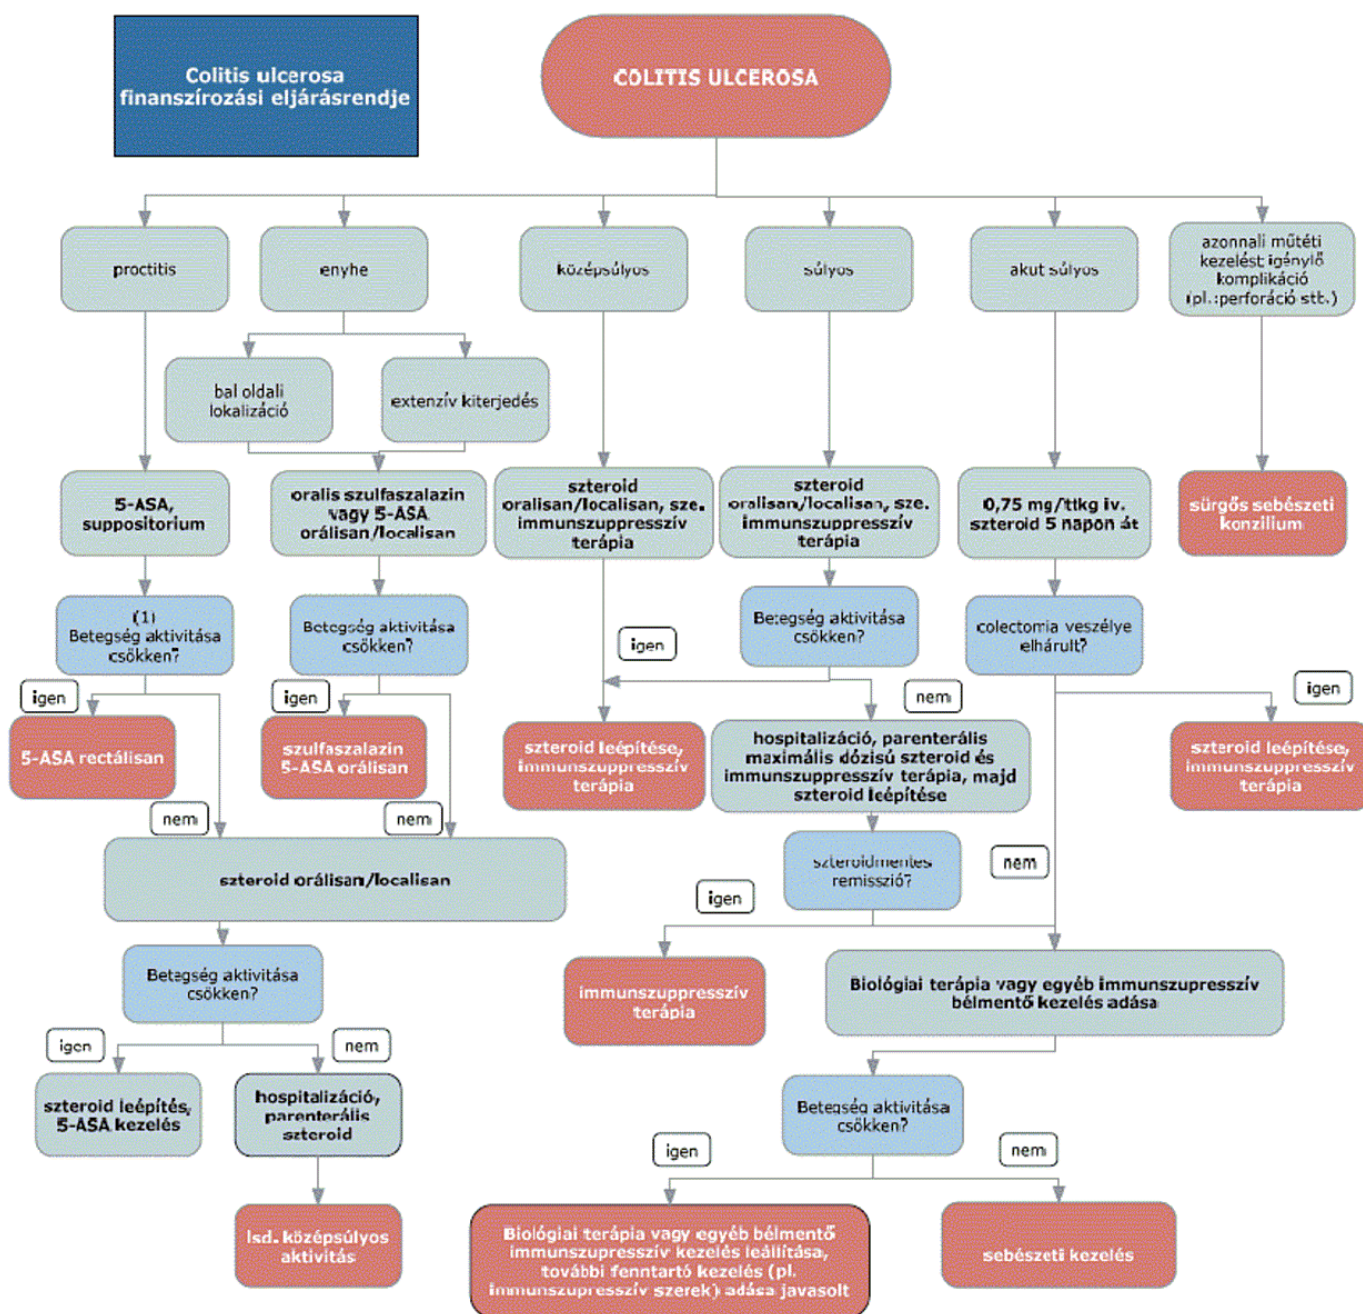 Colitis ulcerosa
finanszírozási eljárásrendje
COLITIS ULCEROSA
proctitis
enyhe
középsúlyos
súlyos
akut súlyos
azonnali műtéti
kezelést igénylő
komplikáció
(pl.:perforáció stt.)
bal oldali
lokalizáció
extenzív kiterjedés
5-ASA,
suppositorium
oralis szulfaszalazin
vagy 5-ASA
orálisan/localisan
szteroid
oralisan/localisan, sze.
immunszuppresszív
terápia
szteroid
oralisan/localisan, sze.
immunszuppresszív
terápia
0,75 mg/ttkg iv.
szteroid 5 napon át
sürgős sebészeti
konzilium
(1)
Betegség aktivitása
csökken?
Betegség aktivitása
csökken?
Betegség aktivitása
csökken?
colectomia veszélye
elhárult?
igen
igen
igen
nem
igen
5-ASA rectálisan
szulfaszalazin
5-ASA orálisan
szteroid leépítése,
immunszuppresszív
terápia
hospitalizáció, parenterális
maximális dózisú szteroid és
immunszuppresszív terápia, majd
szteroid leépítése
szteroid leépítése,
immunszuppresszív
terápia
nem
nem
szteroid orálisan/localisan
szteroidmentes
remisszió?
nem
igen
Betegség aktivitása
csökken?
immunszuppresszív
terápia
Biológiai terápia vagy egyéb immunszupresszív
bélmentő kezelés adása
igen
nem
szteroid leépítés,
5-ASA kezelés
hospitalizáció,
parenterális
szteroid
Betegség aktivitása
csökken?
igen
nem
lsd. középsúlyos
aktivitás
Biológiai terápia vagy egyéb bélmentő
immunszupresszív kezelés leállítása,
további fenntartó kezelés (pl.
immunszupresszív szerek) adása javasolt
sebészeti kezelés